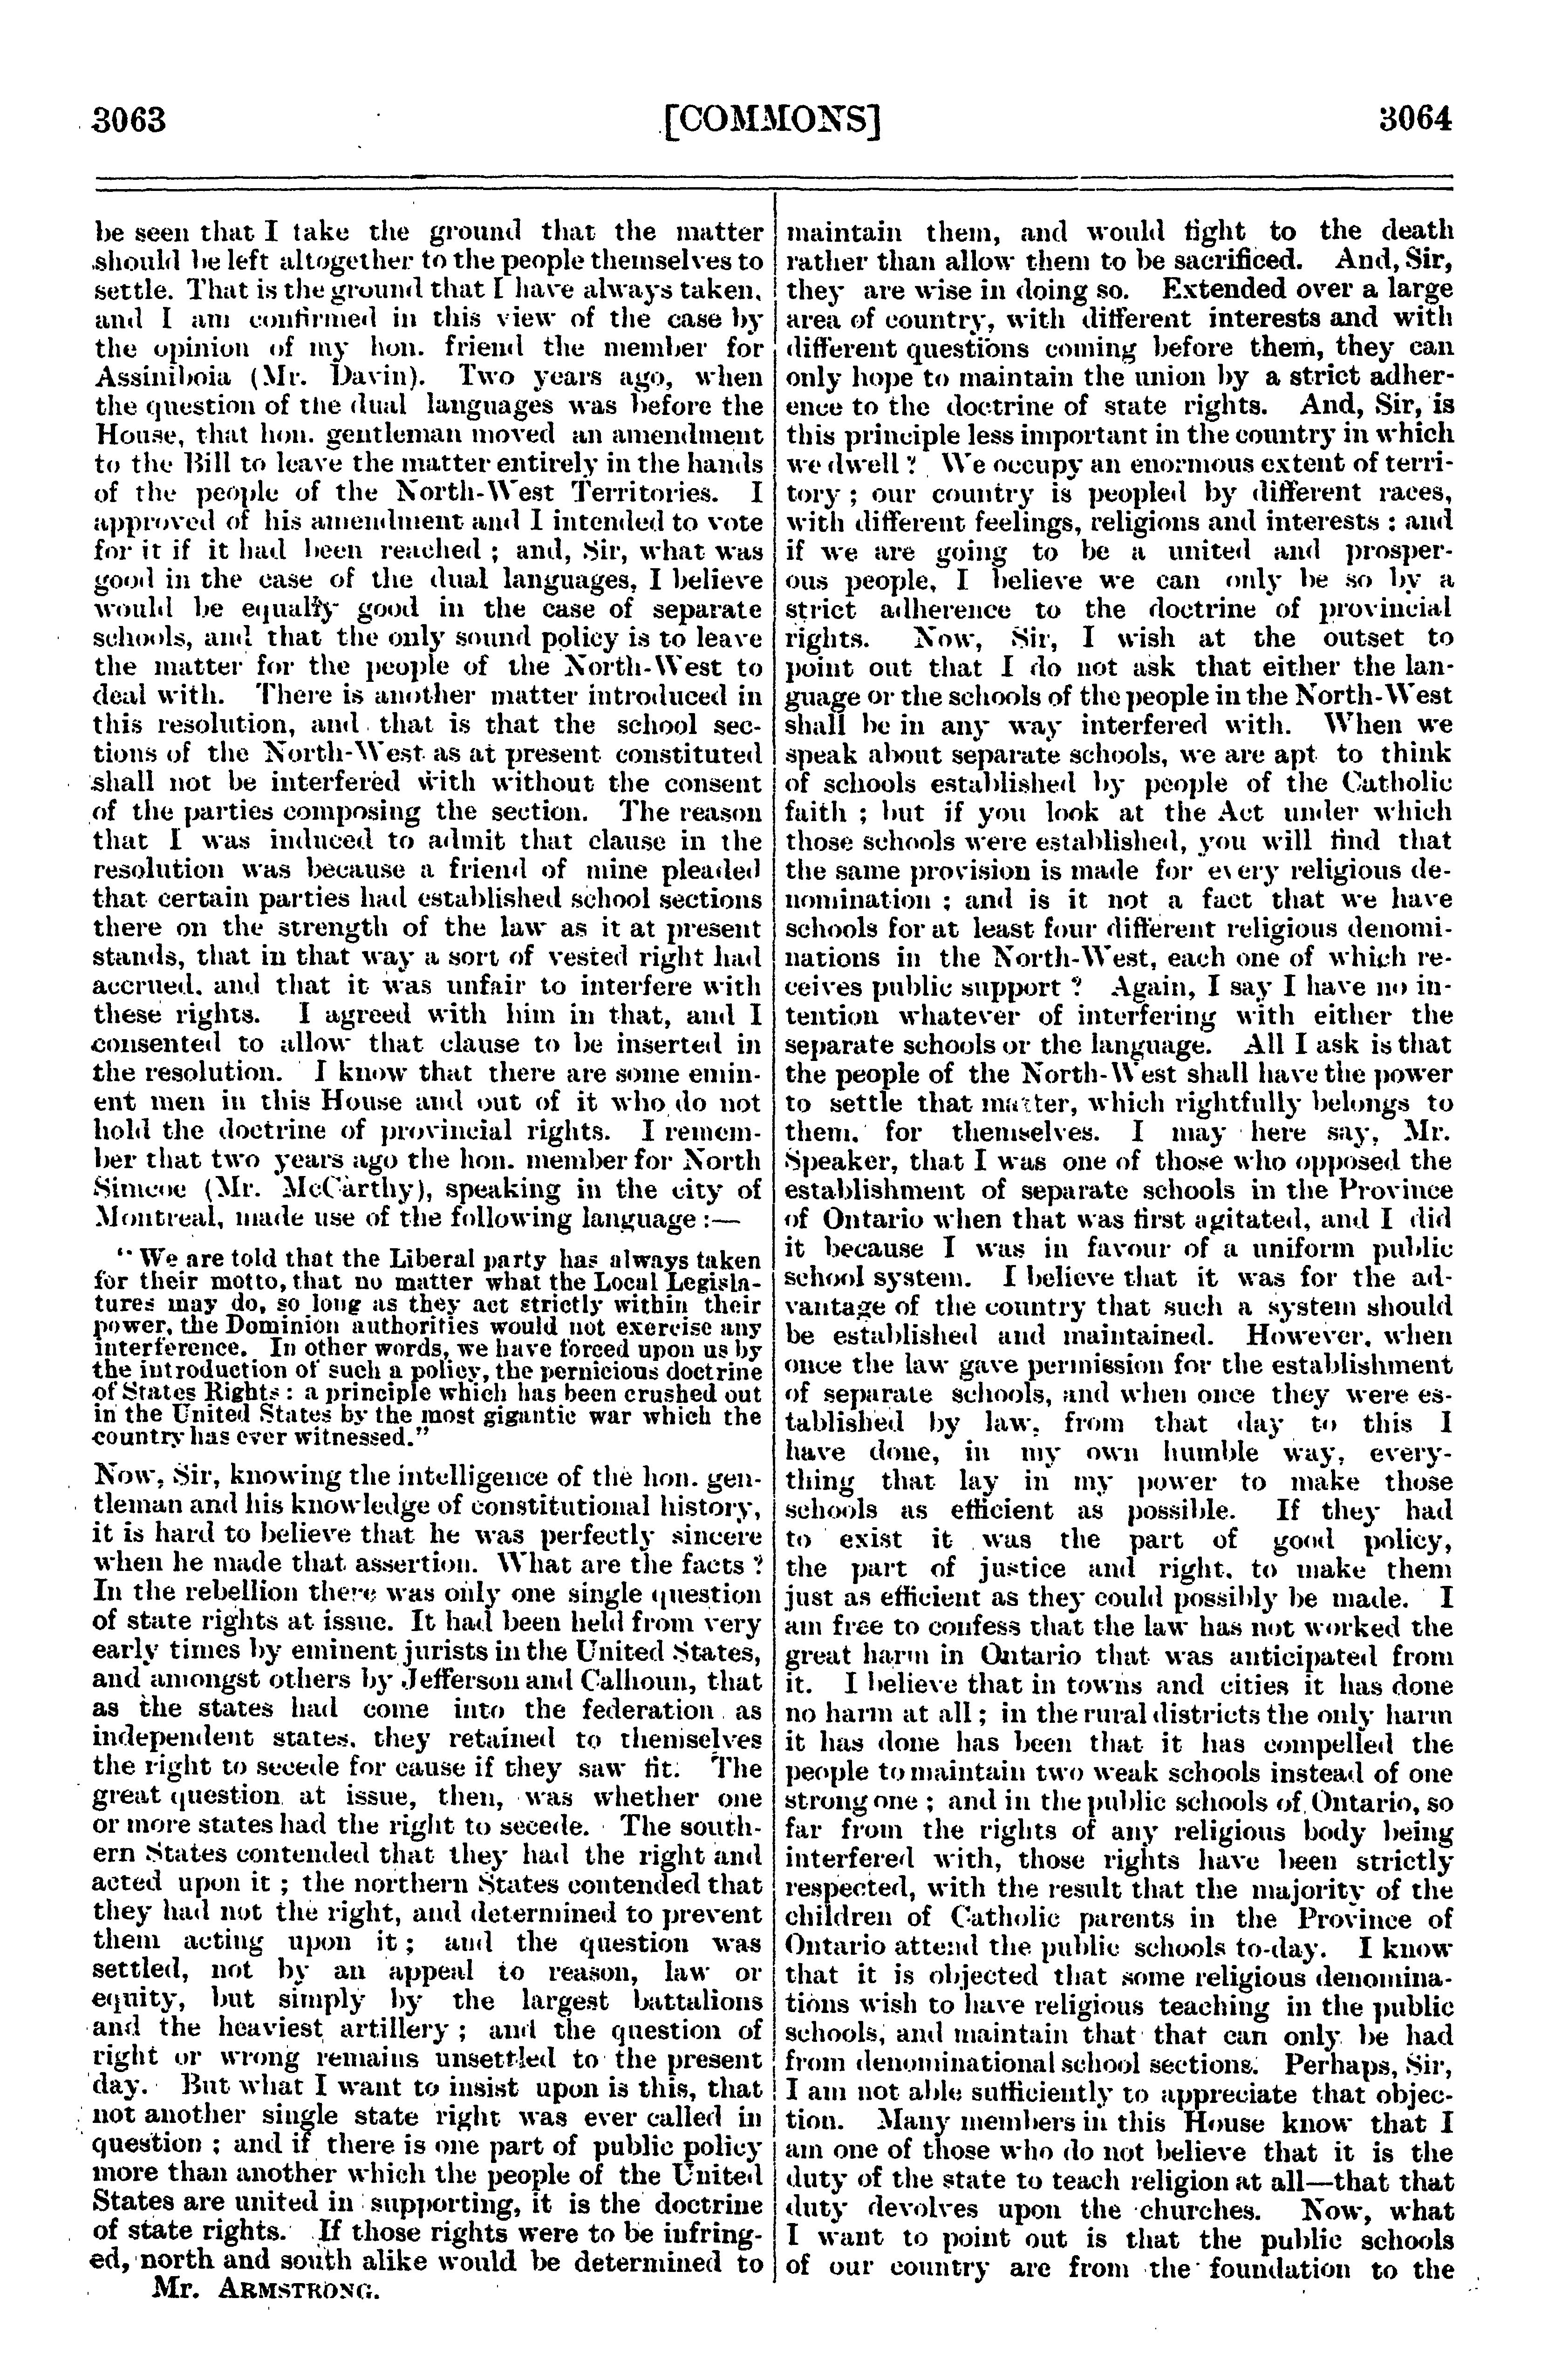 3063
[COMMONS]
3064
be seen that I take the ground that the matter
should be left altogether to the people themselves to
settle. That is the ground that I have always taken,
and I am confirmed in this view of the case by
the opinion of my hon. friend the member for
Assiniboia (Mr. Davin). Two years ago, when
the question of the dual languages was before the
House, that hon. gentleman moved an amendment
to the Bill to leave the matter entirely in the hands
of the people of the North-West Territories. I
approved of his amendment and I intended to vote
for it if it had been reached ; and, Sir, what was
good in the case of the dual languages, I believe
would be equally good in the case of separate
schools, and that the only sound policy is to leave
the matter for the people of the North-West to
deal with. There is another matter introduced in
this resolution, and that is that the school sec-
tions of the North-West as at present constituted
shall not be interfered with without the consent
of the parties composing the section. The reason
that I was induced to admit that clause in the
resolution was because a friend of mine pleaded
that certain parties had established school sections
there on the strength of the law as it at present
stands, that in that way a sort of vested right had
accrued, and that it was unfair to interfere with
these rights. I agreed with him in that, and I
consented to allow that clause to be inserted in
the resolution. I know that there are some emin-
ent men in this House and out of it who do not
hold the doctrine of provincial rights. I remem-
ber that two years ago the hon. member for North
Simcoe (Mr. McCarthy), speaking in the city of
Montreal, made use of the following language :—
" We are told that the Liberal party has always taken
for their motto, that no matter what the Local Legisla-
tures may do, so long as they act strictly within their
power, the Dominion authorities would not exercise any
interference. In other words, we have forced upon us by
the introduction of such a policy, the pernicious doctrine
of States Rights : a principle which has been crushed out
in the United States by the most gigantic war which the
country has ever witnessed."
Now, Sir, knowing the intelligence of the hon. gen-
tleman and his knowledge of constitutional history,
it is hard to believe that he was perfectly sincere
when he made that assertion. What are the facts ?
In the rebellion there was only one single question
of state rights at issue. It had been held from very
early times by eminent jurists in the United States,
and amongst others by Jefferson and Calhoun, that
as the states had come into the federation as
independent states, they retained to themselves
the right to secede for cause if they saw fit. The
great question at issue, then, was whether one
or more states had the right to secede. The south-
ern States contended that they had the right and
acted upon it ; the northern States contended that
they had not the right, and determined to prevent
them acting upon it ; and the question was
settled, not by an appeal to reason, law or
equity, but simply by the largest battalions
and the heaviest artillery ; and the question of
right or wrong remains unsettled to the present
day. But what I want to insist upon is this, that
not another single state right was ever called in
question ; and if there is one part of public policy
more than another which the people of the United
States are united in supporting, it is the doctrine
of state rights. If those rights were to be infring-
ed, north and south alike would be determined to
Mr. ARMSTRONG.
maintain them, and would fight to the death
rather than allow them to be sacrificed. And, Sir,
they are wise in doing so. Extended over a large
area of country, with different interests and with
different questions coming before them, they can
only hope to maintain the union by a strict adher-
ence to the doctrine of state rights. And, Sir, is
this principle less important in the country in which
we dwell ? We occupy an enormous extent of terri-
tory ; our country is peopled by different races,
with different feelings, religions and interests ; and
if we are going to be a united and prosper-
ous people, I believe we can only be so by a
strict adherence to the doctrine of provincial
rights. Now, Sir, I wish at the outset to
point out that I do not ask that either the lan-
guage or the schools of the people in the North-West
shall be in any way interfered with. When we
speak about separate schools, we are apt to think
of schools established by people of the Catholic
faith ; but if you look at the Act under which
those schools were established, you will find that
the same provision is made for every religious de-
nomination ; and is it not a fact that we have
schools for at least four different religious denomi-
nations in the North-West, each one of which re-
ceives public support ? Again, I say I have no in-
tention whatever of interfering with either the
separate schools or the language. All I ask is that
the people of the North-West shall have the power
to settle that matter, which rightfully belongs to
them, for themselves. I may here say, Mr.
Speaker, that I was one of those who opposed the
establishment of separate schools in the Province
of Ontario when that was first agitated, and I did
it because I was in favour of a uniform public
school system. I believe that it was for the ad-
vantage of the country that such a system should
be established and maintained. However, when
once the law gave permission for the establishment
of separate schools, and when once they were es-
tablished by law, from that day to this I
have done, in my own humble way, every-
thing that lay in my power to make those
schools as efficient as possible. If they had
to exist it was the part of good policy,
the part of justice and right, to make them
just as efficient as they could possibly be made. I
am free to confess that the law has not worked the
great harm in Ontario that was anticipated from
it. I believe that in towns and cities it has done
no harm at all ; in the rural districts the only harm
it has done has been that it has compelled the
people to maintain two weak schools instead of one
strong one ; and in the public schools of Ontario, so
far from the rights of any religious body being
interfered with, those rights have been strictly
respected, with the result that the majority of the
children of Catholic parents in the Province of
Ontario attend the public schools to-day. I know
that it is objected that some religious denomina-
tions wish to have religious teaching in the public
schools, and maintain that that can only be had
from denominational school sections. Perhaps, Sir,
I am not able sufficiently to appreciate that objec-
tion. Many members in this House know that I
am one of those who do not believe that it is the
duty of the state to teach religion at all—that that
duty devolves upon the churches. Now, what
I want to point out is that the public schools
of our country are from the foundation to the